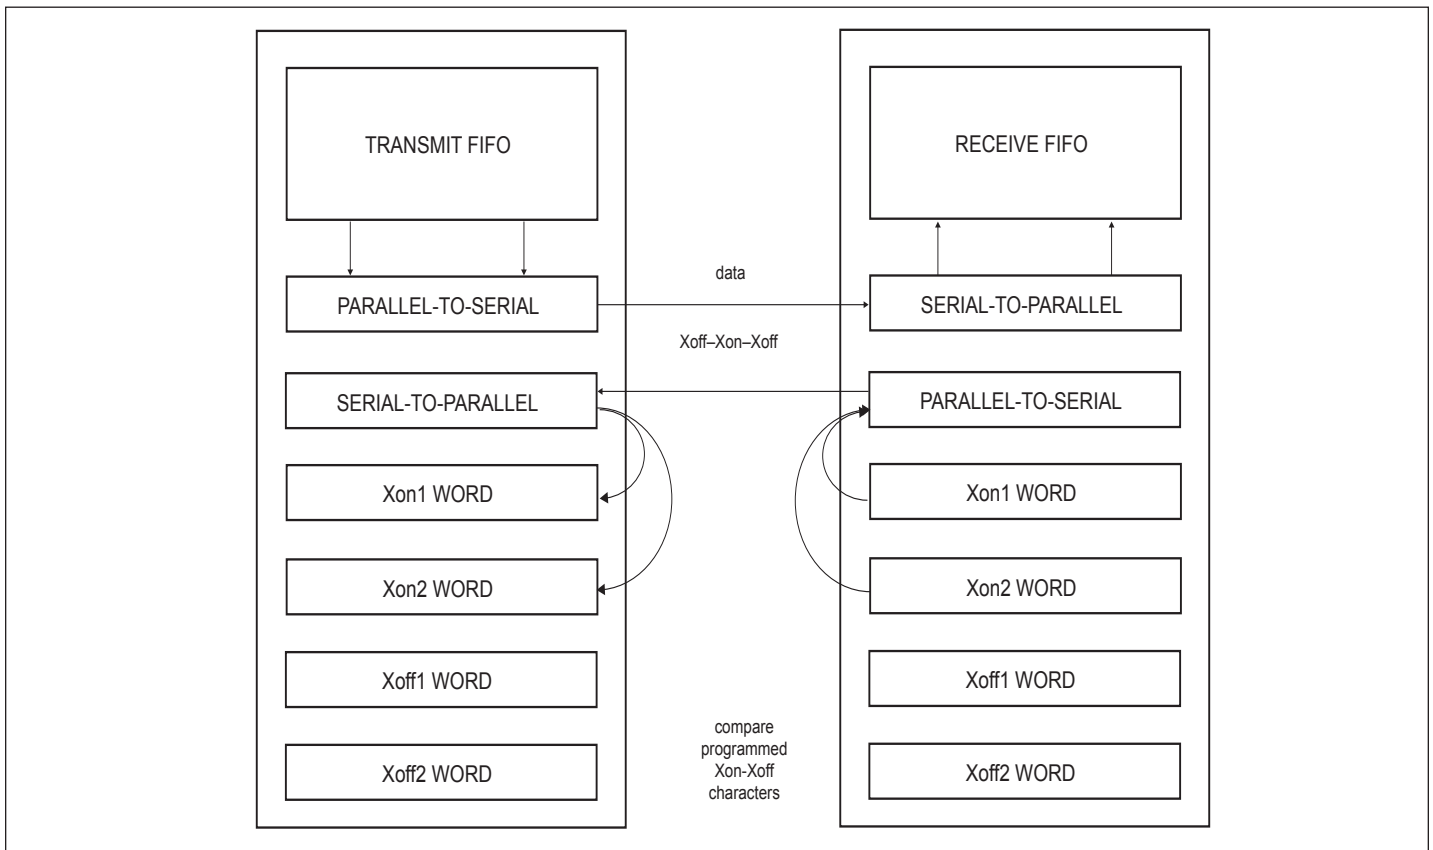 TRANSMIT FIFO
PARALLEL-TO-SERIAL
SERIAL-TO-PARALLEL
Xon1 WORD
Xon2 WORD
Xoff1 WORD
Xoff2 WORD
data
Xoff–Xon–Xoff
compare
programmed
Xon-Xoff
characters
RECEIVE FIFO
SERIAL-TO-PARALLEL
PARALLEL-TO-SERIAL
Xon1 WORD
Xon2 WORD
Xoff1 WORD
Xoff2 WORD